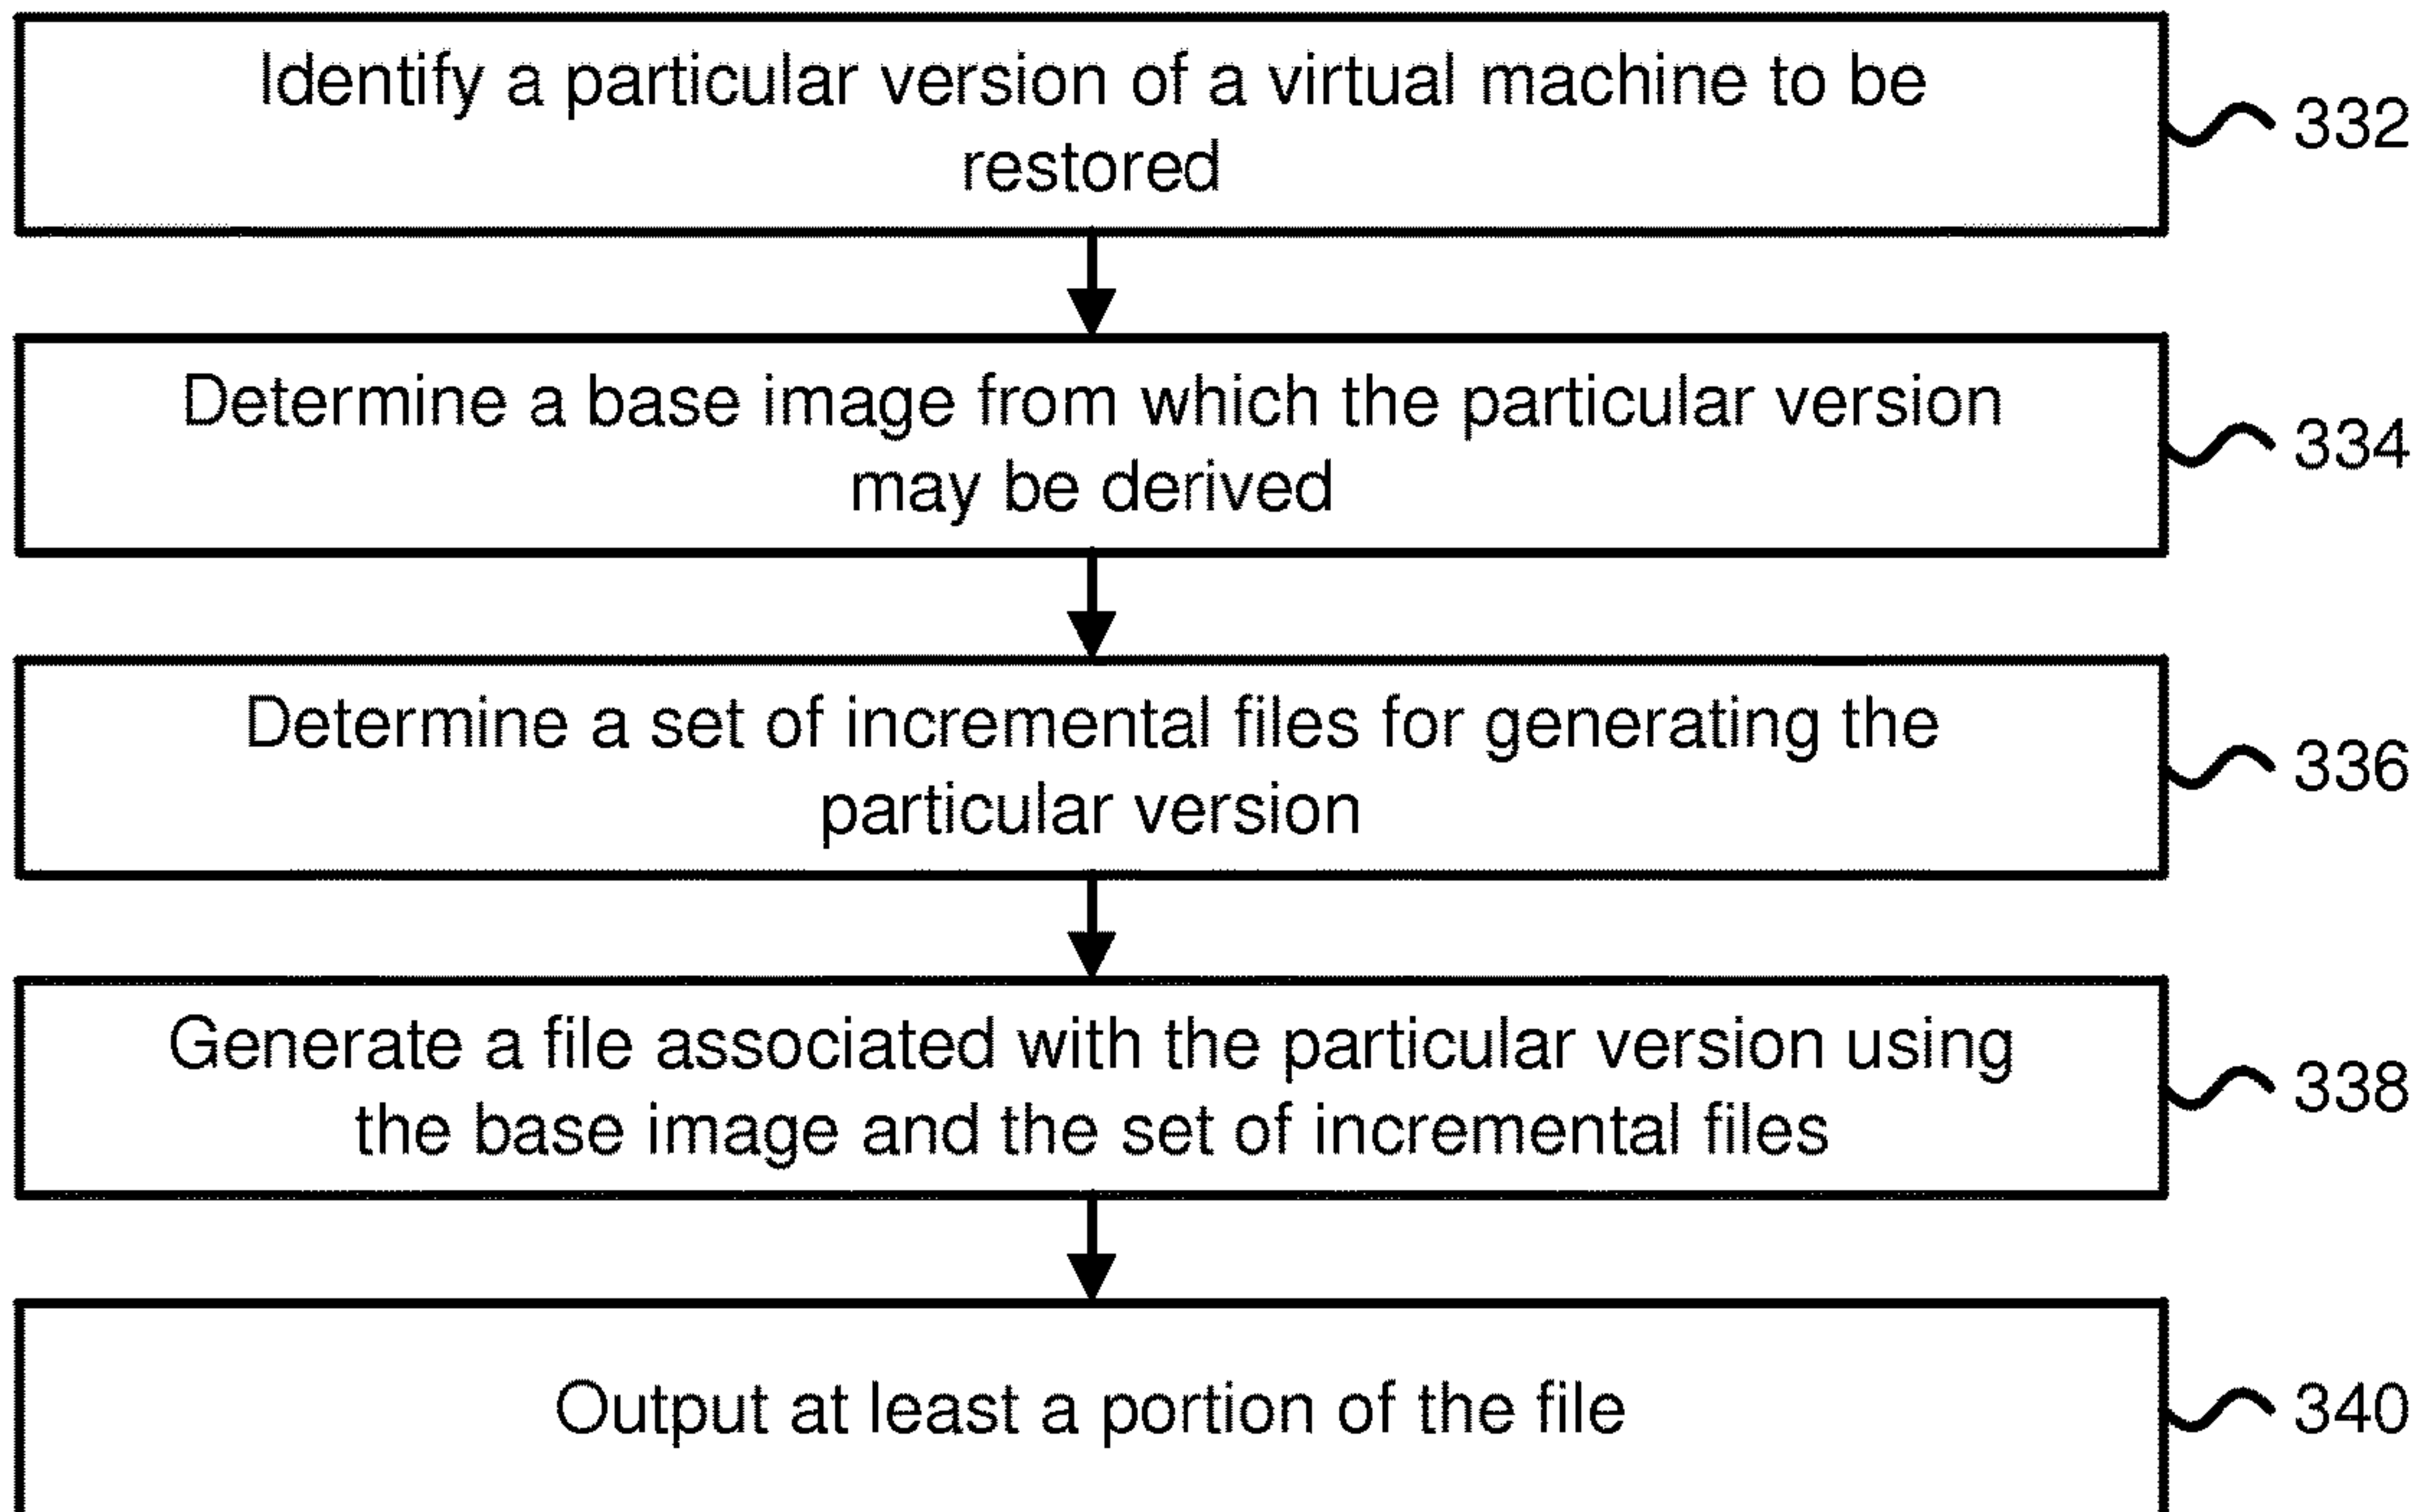 Identify a particular version of a virtual machine to be
restored
332
Determine a base image from which the particular version
may be derived
334
Determine a set of incremental files for generating the
particular version
336
Generate a file associated with the particular version using
the base image and the set of incremental files
338
Output at least a portion of the file
340